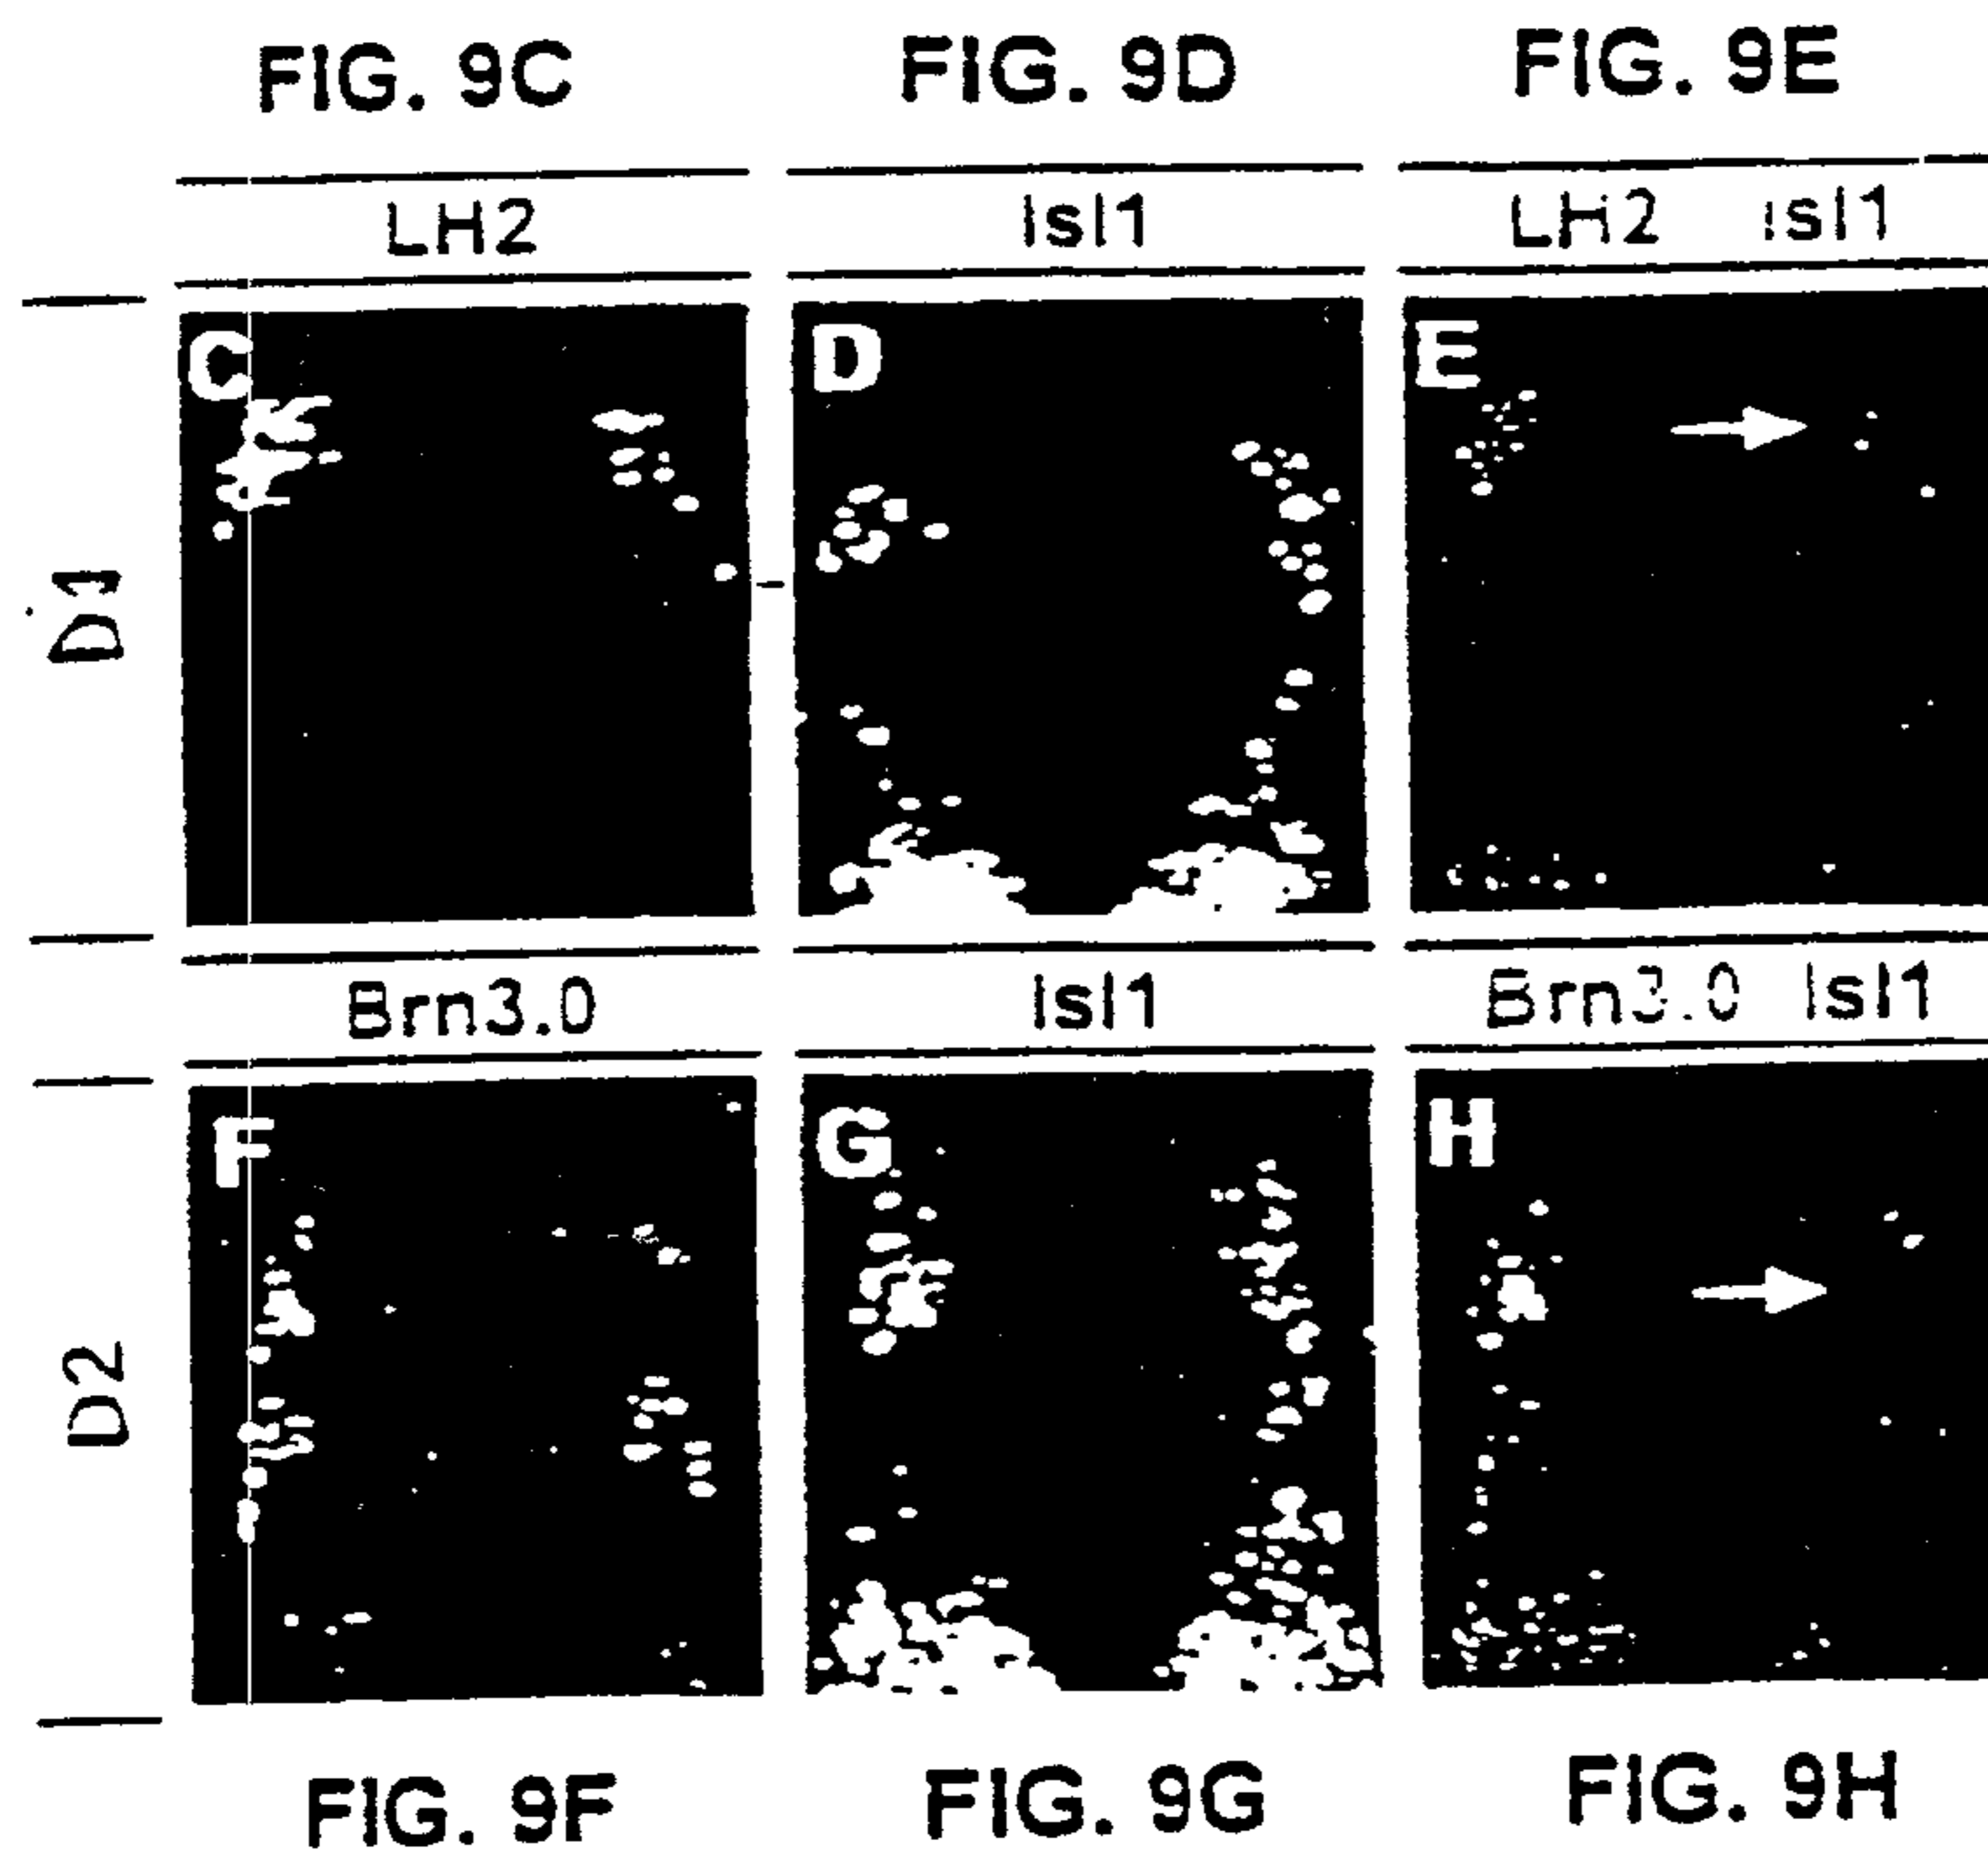 FIG. 9C FIG. 9D FIG. 9E
LH2 Isl1 LH2 Isl1
C D E
D1
Brn3.0 Isl1 Brn3.0 Isl1
F G H
D2
FIG. 9F FIG. 9G FIG. 9H